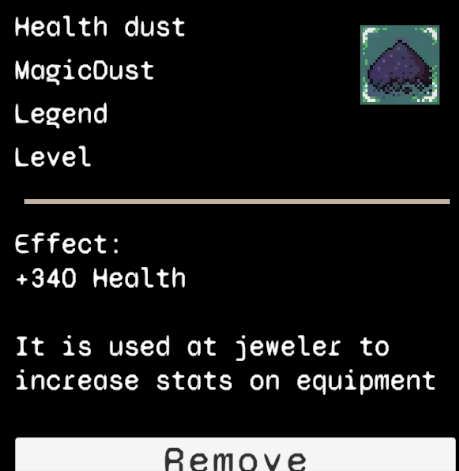 Health dust
MagicDust
Legend
Level
Effect:
+340 Health
It is used at jeweler to
increase stats on equipment
Remove